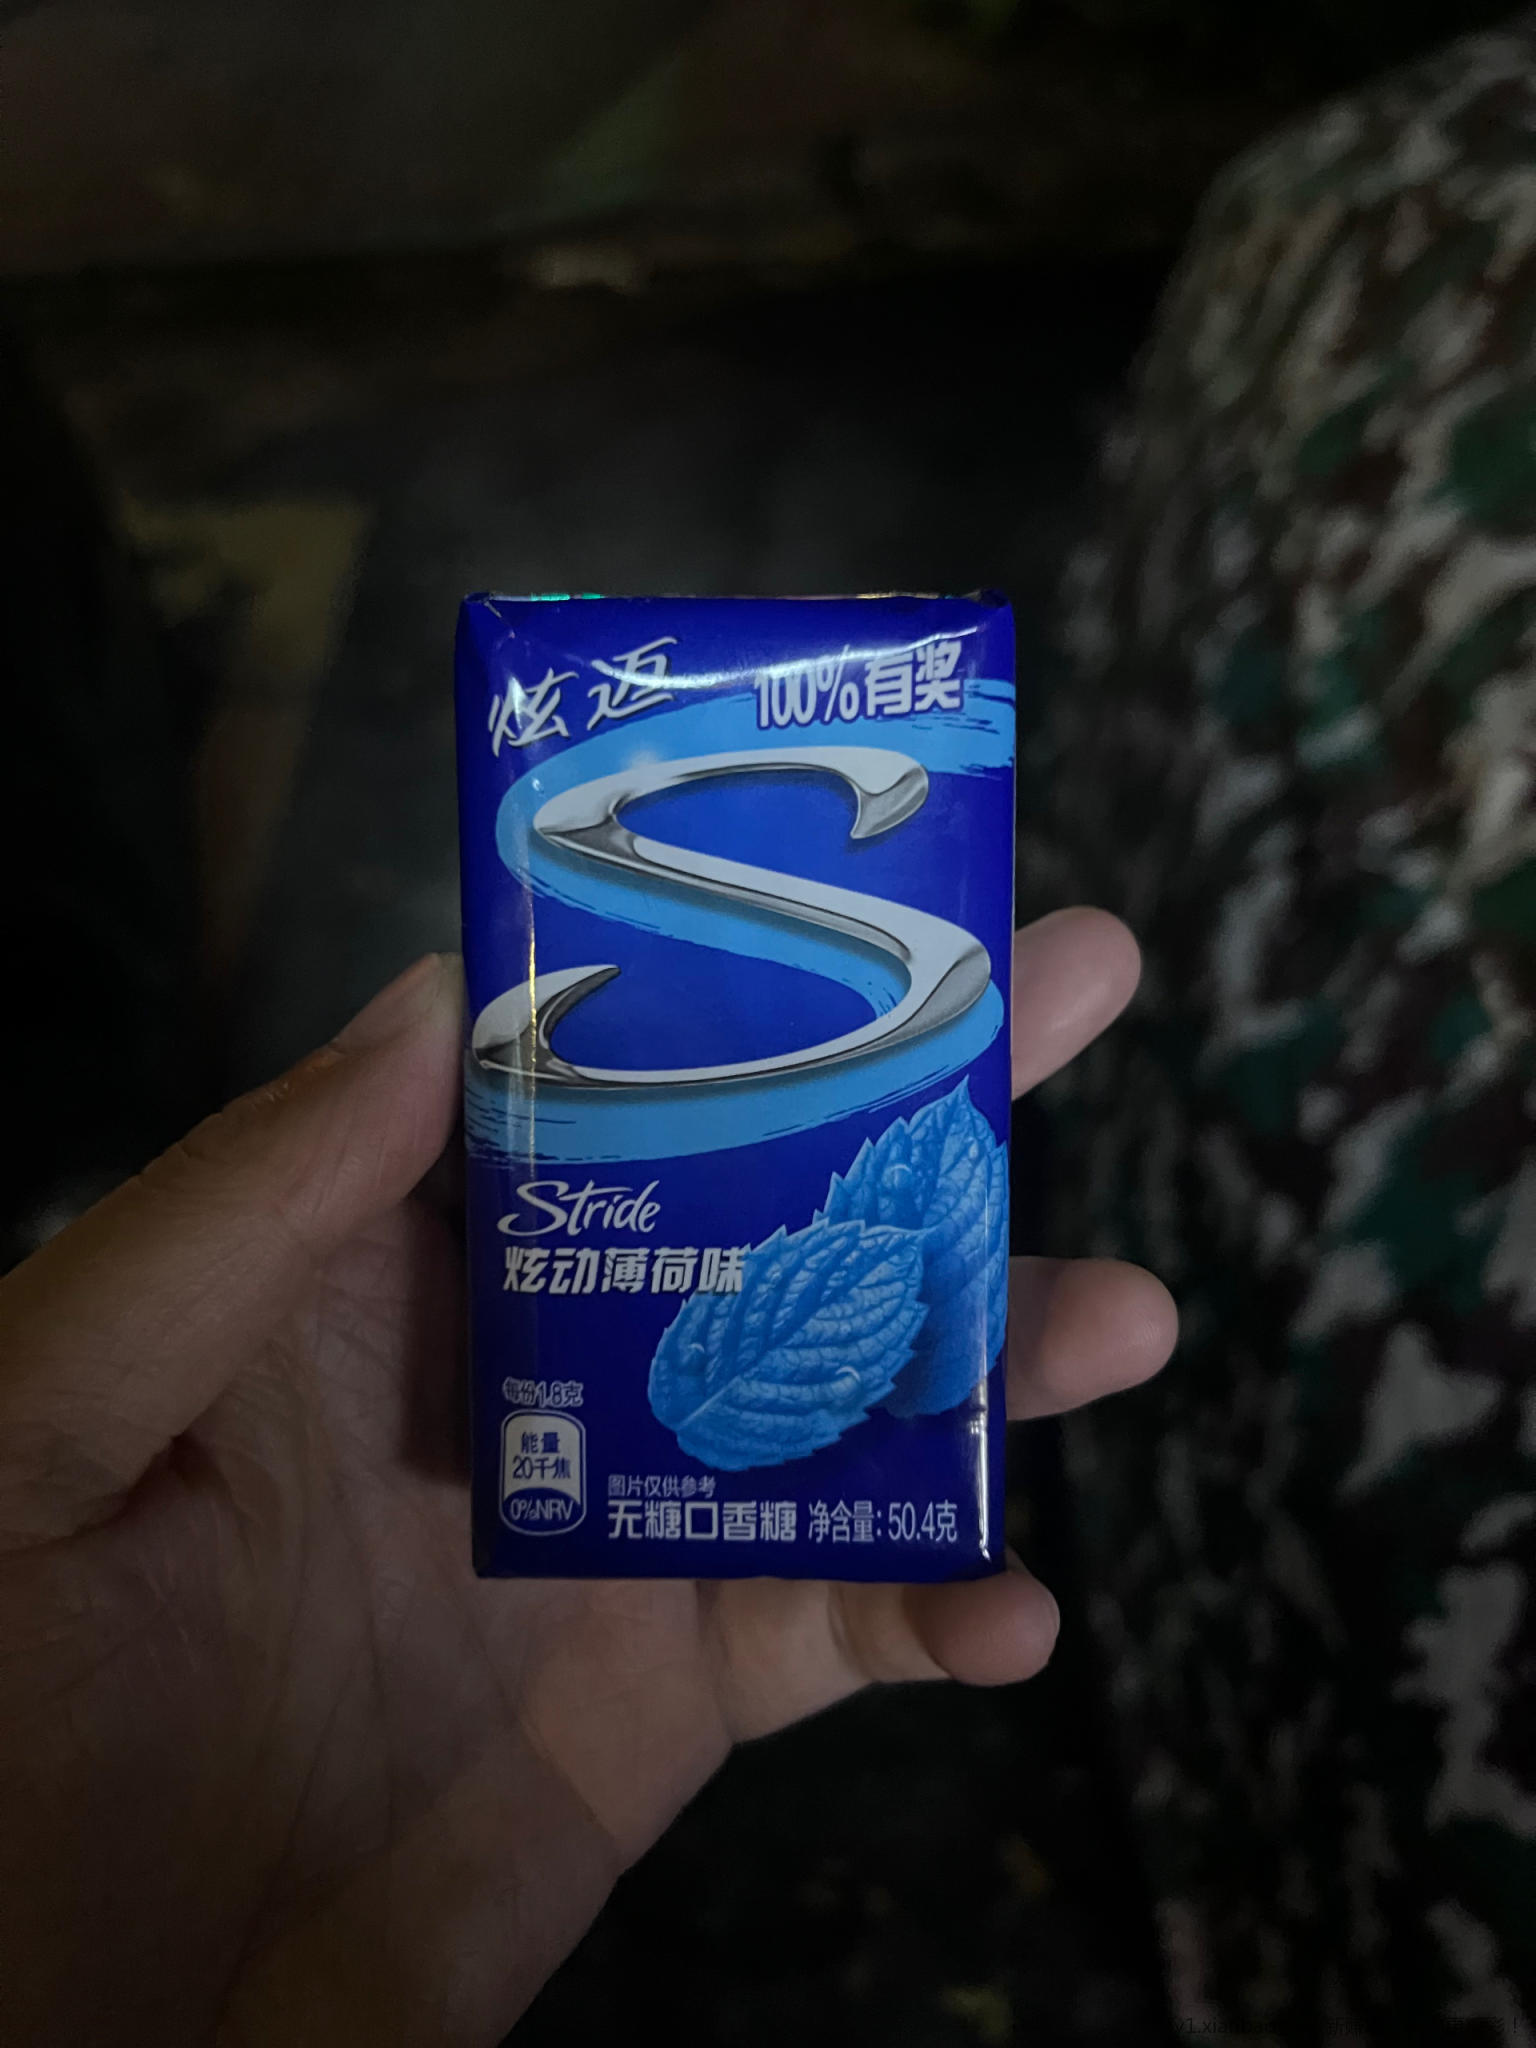 炫迈
100%有奖
Stride
炫动薄荷味
每份1.8克
能量
20千焦
0%NRV
图片仅供参考
无糖口香糖 净含量:50.4克